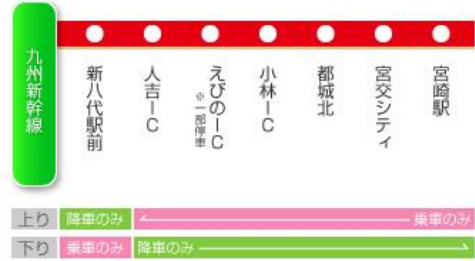 九州新幹線
新八代駅前
人吉IC
えびのIC
※一部停車
小林IC
都城北
宮交シティ
宮崎駅
上り 降車のみ 乗車のみ
下り 乗車のみ 降車のみ